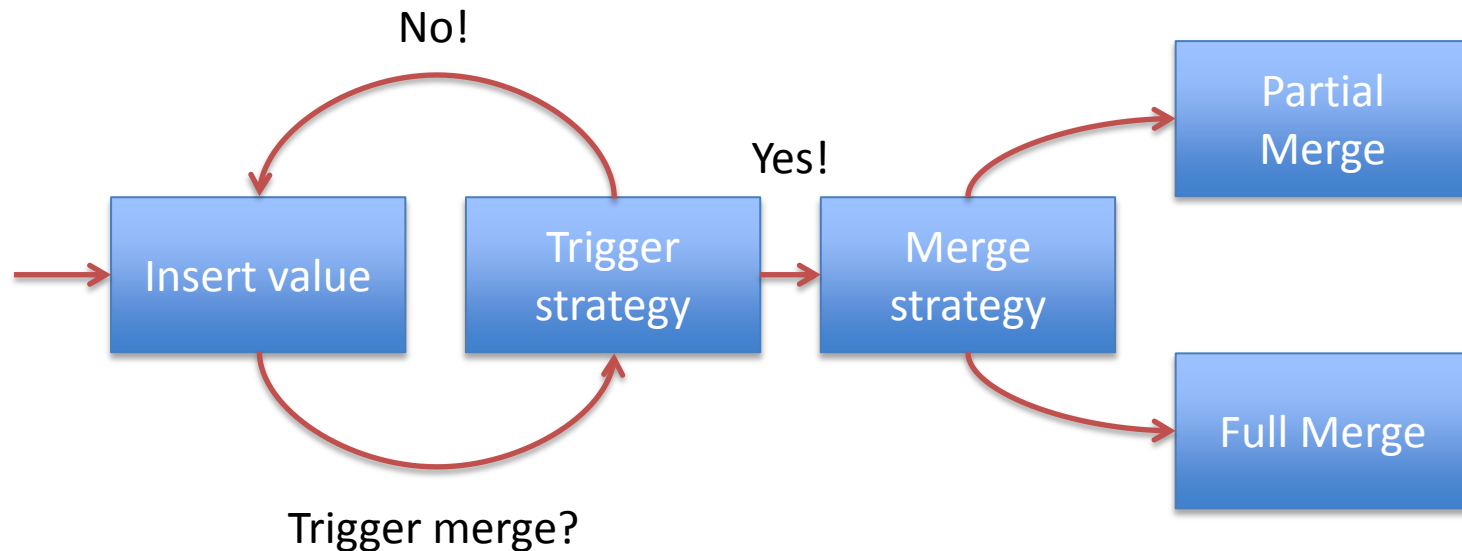 No!
Partial
Merge
Yes!
Insert value
Trigger
strategy
Merge
strategy
Full Merge
Trigger merge?